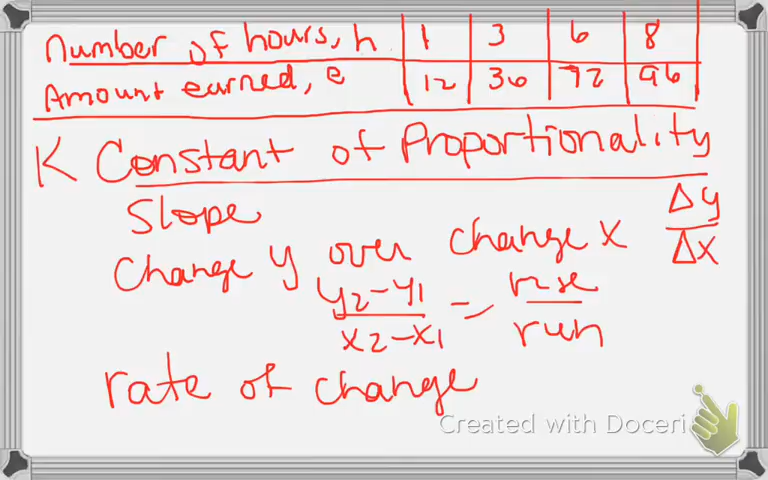 Number of hours, h | 1 | 3 | 6 | 8
Amount earned, e | 12 | 36 | 72 | 96
K Constant of Proportionality
Slope
Change y over change x Δy/Δx
y2-y1/x2-x1 = rise/run
rate of change
Created with Doceri